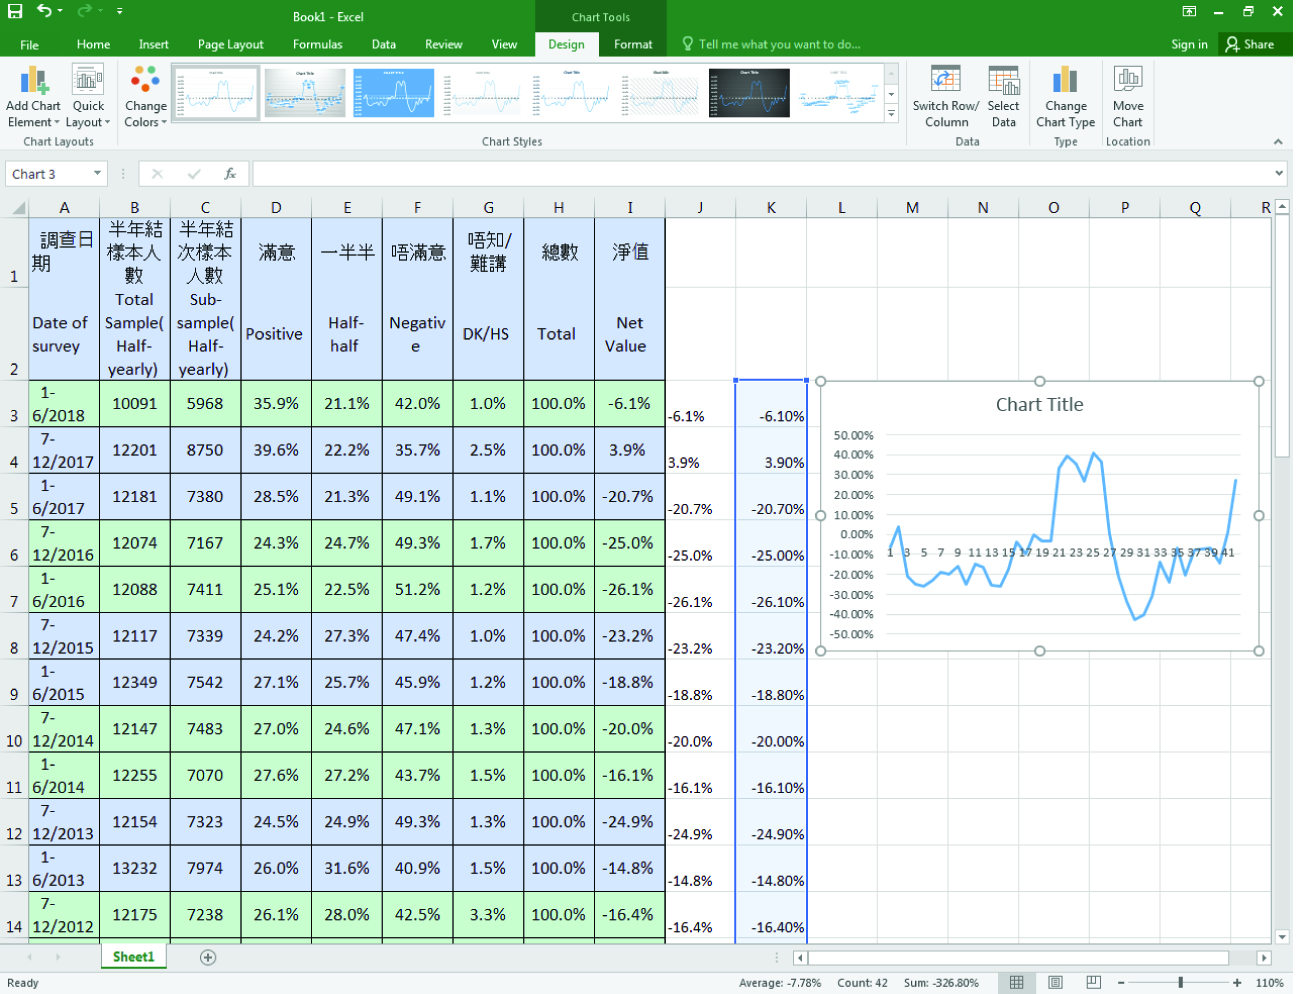 Book1 - Excel
Chart Tools
File Home Insert Page Layout Formulas Data Review View Design Format Tell me what you want to do... Sign in Share
Add Chart Element
Quick Layout
Change Colors
Switch Row/ Column
Select Data
Change Chart Type
Move Chart
Chart Layouts
Chart Styles
Data
Type
Location
Chart 3
fx
A B C D E F G H I J K L M N O P Q R
1
調查日期
半年結樣本人數
半年結次樣本人數
滿意
一半半
唔滿意
唔知/難講
總數
淨值
2
Date of survey
Total Sample(Half-yearly)
Sub-sample(Half-yearly)
Positive
Half-half
Negative
DK/HS
Total
Net Value
3 1-6/2018 10091 5968 35.9% 21.1% 42.0% 1.0% 100.0% -6.1% -6.1% -6.10%
4 7-12/2017 12201 8750 39.6% 22.2% 35.7% 2.5% 100.0% 3.9% 3.9% 3.90%
5 1-6/2017 12181 7380 28.5% 21.3% 49.1% 1.1% 100.0% -20.7% -20.7% -20.70%
6 7-12/2016 12074 7167 24.3% 24.7% 49.3% 1.7% 100.0% -25.0% -25.0% -25.00%
7 1-6/2016 12088 7411 25.1% 22.5% 51.2% 1.2% 100.0% -26.1% -26.1% -26.10%
8 7-12/2015 12117 7339 24.2% 27.3% 47.4% 1.0% 100.0% -23.2% -23.2% -23.20%
9 1-6/2015 12349 7542 27.1% 25.7% 45.9% 1.2% 100.0% -18.8% -18.8% -18.80%
10 7-12/2014 12147 7483 27.0% 24.6% 47.1% 1.3% 100.0% -20.0% -20.0% -20.00%
11 1-6/2014 12255 7070 27.6% 27.2% 43.7% 1.5% 100.0% -16.1% -16.1% -16.10%
12 7-12/2013 12154 7323 24.5% 24.9% 49.3% 1.3% 100.0% -24.9% -24.9% -24.90%
13 1-6/2013 13232 7974 26.0% 31.6% 40.9% 1.5% 100.0% -14.8% -14.8% -14.80%
14 7-12/2012 12175 7238 26.1% 28.0% 42.5% 3.3% 100.0% -16.4% -16.4% -16.40%
Chart Title
50.00%
40.00%
30.00%
20.00%
10.00%
0.00%
-10.00%
-20.00%
-30.00%
-40.00%
-50.00%
1 3 5 7 9 11 13 15 17 19 21 23 25 27 29 31 33 35 37 39 41
Sheet1
Ready
Average: -7.78% Count: 42 Sum: -326.80%
110%